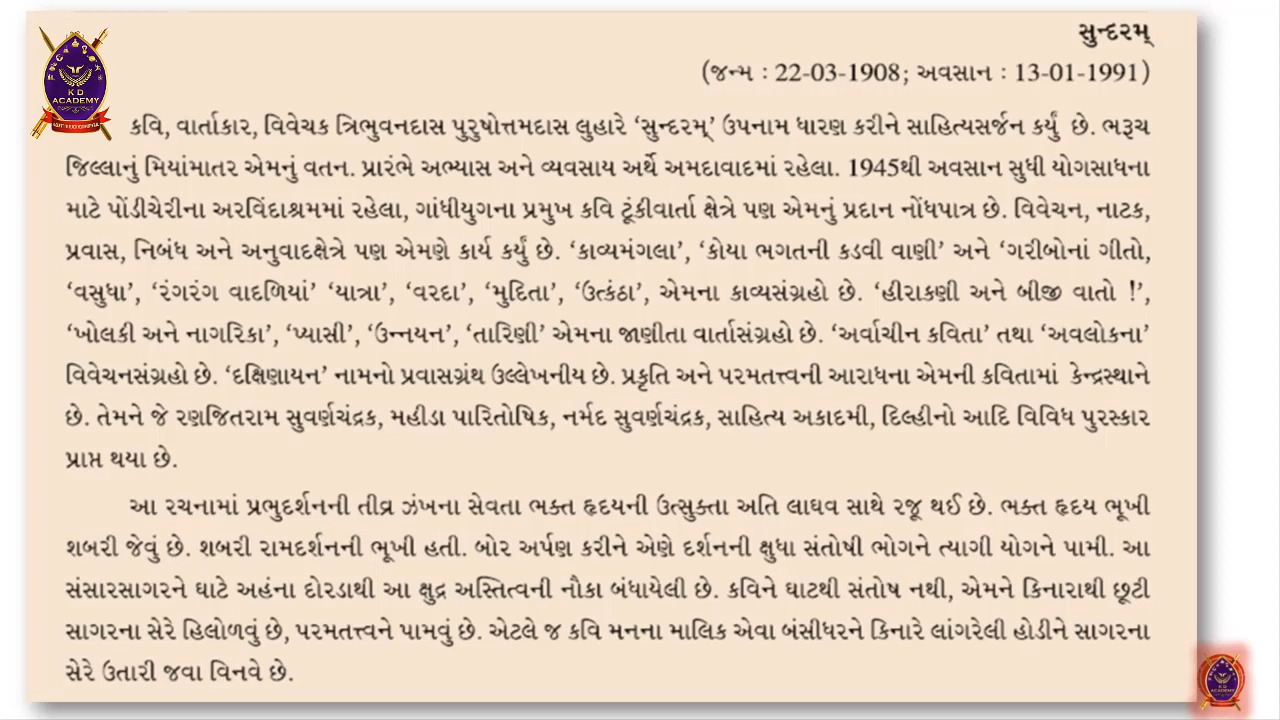 સુન્દરમ્
(જન્મ : 22-03-1908; અવસાન : 13-01-1991)
K D
ACADEMY
કવિ, વાર્તાકાર, વિવેચક ત્રિભુવનદાસ પુરુષોત્તમદાસ લુહારે ‘સુન્દરમ્’ ઉપનામ ધારણ કરીને સાહિત્યસર્જન કર્યું છે. ભરૂચ
જિલ્લાનું મિયાંમાતર એમનું વતન. પ્રારંભે અભ્યાસ અને વ્યવસાય અર્થે અમદાવાદમાં રહેલા. 1945થી અવસાન સુધી યોગસાધના
માટે પોંડીચેરીના અરવિંદાશ્રમમાં રહેલા, ગાંધીયુગના પ્રમુખ કવિ ટૂંકીવાર્તા ક્ષેત્રે પણ એમનું પ્રદાન નોંધપાત્ર છે. વિવેચન, નાટક,
પ્રવાસ, નિબંધ અને અનુવાદક્ષેત્રે પણ એમણે કાર્ય કર્યું છે. ‘કાવ્યમંગલા’, ‘કોયા ભગતની કડવી વાણી’ અને ‘ગરીબોનાં ગીતો,
‘વસુધા’, ‘રંગરંગ વાદળિયાં’ ‘યાત્રા’, ‘વરદા’, ‘મુદિતા’, ‘ઉત્કંઠા’, એમના કાવ્યસંગ્રહો છે. ‘હીરાકણી અને બીજી વાતો !’,
‘ખોલકી અને નાગરિકા’, ‘પ્યાસી’, ‘ઉન્નયન’, ‘તારિણી’ એમના જાણીતા વાર્તાસંગ્રહો છે. ‘અર્વાચીન કવિતા’ તથા ‘અવલોકના’
વિવેચનસંગ્રહો છે. ‘દક્ષિણાયન’ નામનો પ્રવાસગ્રંથ ઉલ્લેખનીય છે. પ્રકૃતિ અને પરમતત્ત્વની આરાધના એમની કવિતામાં કેન્દ્રસ્થાને
છે. તેમને જે રણજિતરામ સુવર્ણચંદ્રક, મહીડા પારિતોષિક, નર્મદ સુવર્ણચંદ્રક, સાહિત્ય અકાદમી, દિલ્હીનો આદિ વિવિધ પુરસ્કાર
પ્રાપ્ત થયા છે.
આ રચનામાં પ્રભુદર્શનની તીવ્ર ઝંખના સેવતા ભક્ત હૃદયની ઉત્સુક્તા અતિ લાઘવ સાથે રજૂ થઈ છે. ભક્ત હૃદય ભૂખી
શબરી જેવું છે. શબરી રામદર્શનની ભૂખી હતી. બોર અર્પણ કરીને એણે દર્શનની ક્ષુધા સંતોષી ભોગને ત્યાગી યોગને પામી. આ
સંસારસાગરને ઘાટે અહંના દોરડાથી આ ક્ષુદ્ર અસ્તિત્વની નૌકા બંધાયેલી છે. કવિને ઘાટથી સંતોષ નથી, એમને કિનારાથી છૂટી
સાગરના સેરે હિલોળવું છે, પરમતત્ત્વને પામવું છે. એટલે જ કવિ મનના માલિક એવા બંસીધરને કિનારે લાંગરેલી હોડીને સાગરના
સેરે ઉતારી જવા વિનવે છે.
K D
ACADEMY